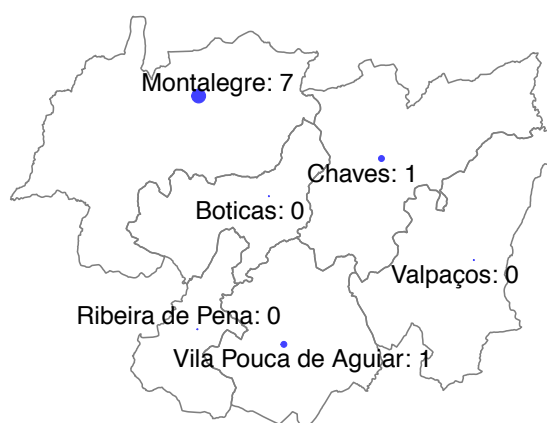 Montalegre: 7
Chaves: 1
Boticas: 0
Valpaços: 0
Ribeira de Pena: 0
Vila Pouca de Aguiar: 1